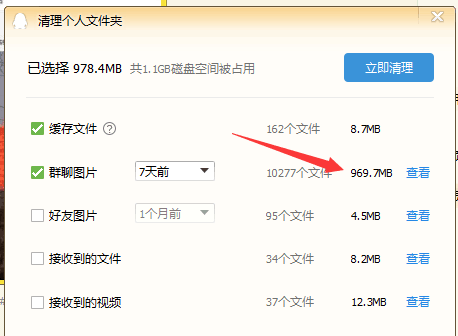 清理个人文件夹
已选择 978.4MB 共1.1GB磁盘空间被占用 立即清理
缓存文件 ? 162个文件 8.7MB
群聊图片 7天前 10277个文件 969.7MB 查看
好友图片 1个月前 95个文件 4.5MB 查看
接收到的文件 34个文件 8.2MB 查看
接收到的视频 37个文件 12.3MB 查看